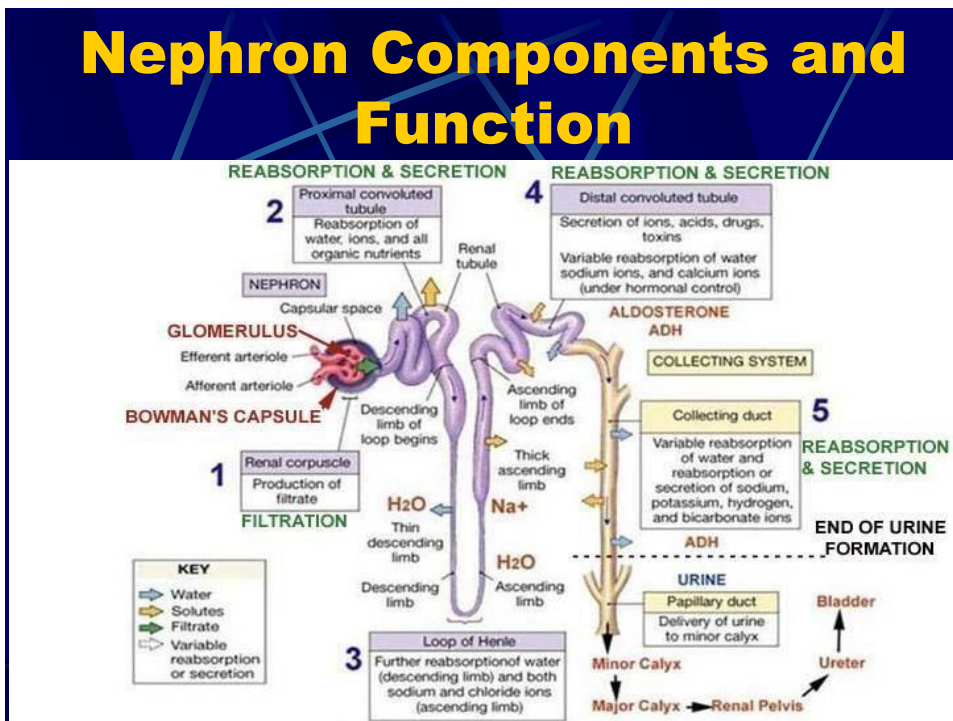 Nephron Components and
Function
REABSORPTION & SECRETION
2
Proximal convoluted
tubule
Reabsorption of
water, ions, and all
organic nutrients
REABSORPTION & SECRETION
4
Distal convoluted tubule
Secretion of ions, acids, drugs,
toxins
Variable reabsorption of water
sodium ions, and calcium ions
(under hormonal control)
ALDOSTERONE
ADH
Renal
tubule
NEPHRON
Capsular space
GLOMERULUS
Efferent arteriole
Afferent arteriole
BOWMAN'S CAPSULE
Descending
limb of
loop begins
Ascending
limb of
loop ends
COLLECTING SYSTEM
Collecting duct
5
Variable reabsorption
of water and
reabsorption or
secretion of sodium,
potassium, hydrogen,
and bicarbonate ions
REABSORPTION
& SECRETION
1
Renal corpuscle
Production of
filtrate
FILTRATION
Thick
ascending
limb
H2O
Na+
Thin
descending
limb
H2O
Descending
limb
Ascending
limb
ADH
END OF URINE
FORMATION
KEY
Water
Solutes
Filtrate
Variable
reabsorption
or secretion
URINE
Papillary duct
Delivery of urine
to minor calyx
3
Loop of Henle
Further reabsorptionof water
(descending limb) and both
sodium and chloride ions
(ascending limb)
Minor Calyx
Major Calyx
Renal Pelvis
Ureter
Bladder